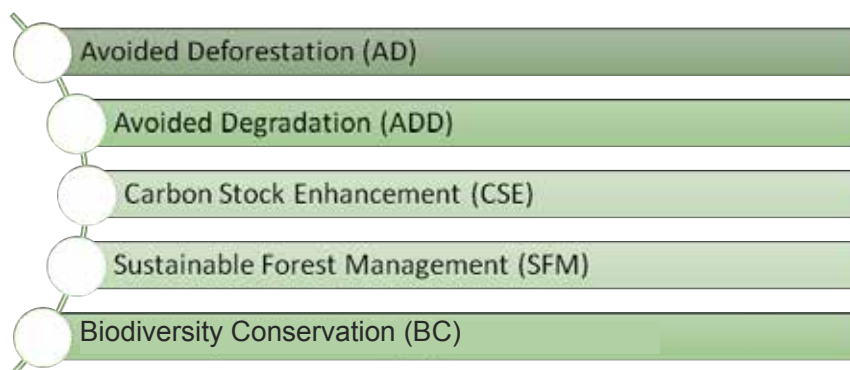 Avoided Deforestation (AD)
Avoided Degradation (ADD)
Carbon Stock Enhancement (CSE)
Sustainable Forest Management (SFM)
Biodiversity Conservation (BC)